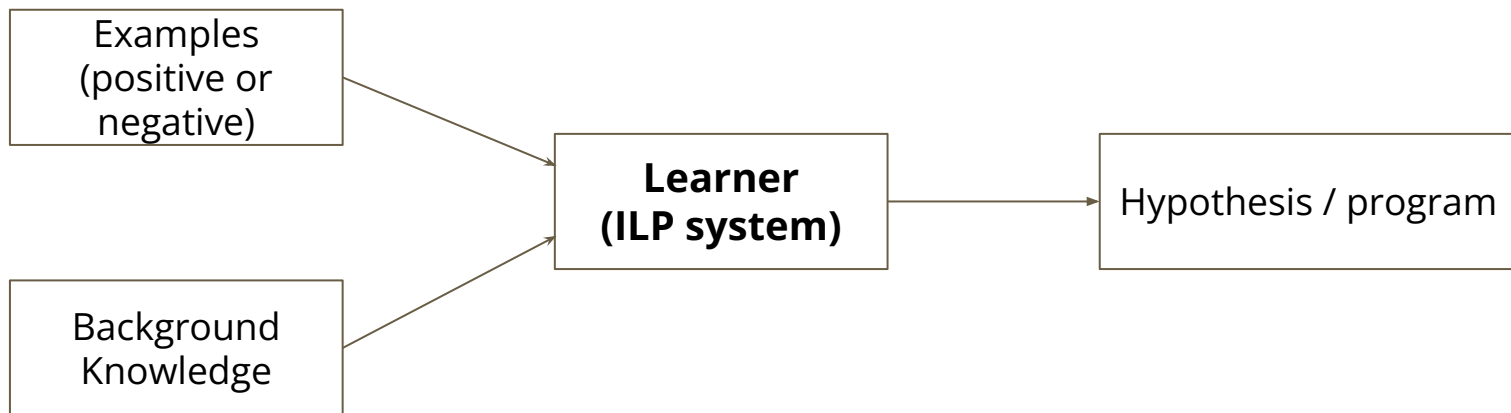 Examples
(positive or
negative)
Background
Knowledge
Learner
(ILP system)
Hypothesis / program